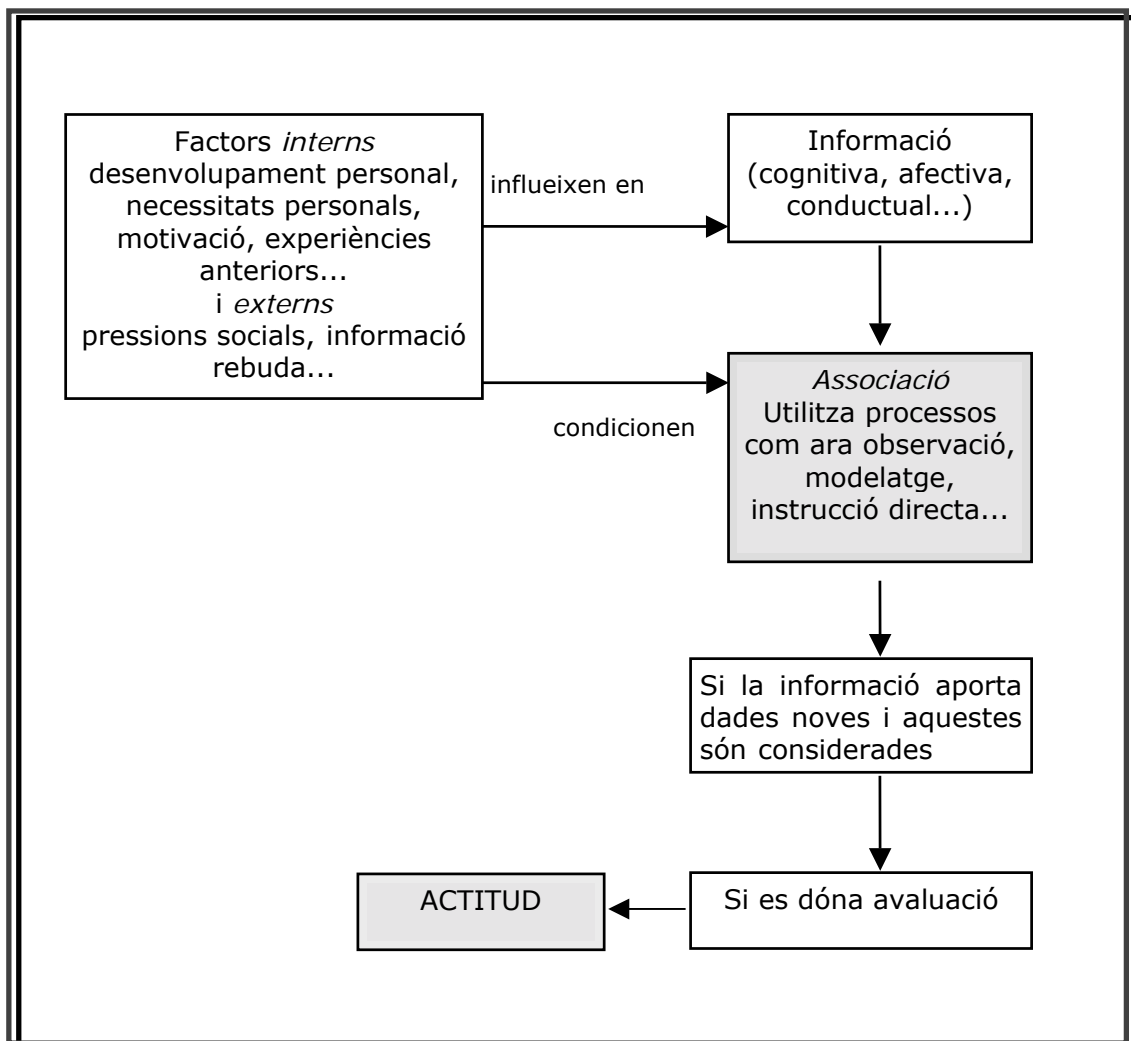 Factors interns
desenvolupament personal,
necessitats personals,
motivació, experiències
anteriors...
i externs
pressions socials, informació
rebuda...
influeixen en
Informació
(cognitiva, afectiva,
conductual...)
condicionen
Associació
Utilitza processos
com ara observació,
modelatge,
instrucció directa...
Si la informació aporta
dades noves i aquestes
són considerades
Si es dóna avaluació
ACTITUD